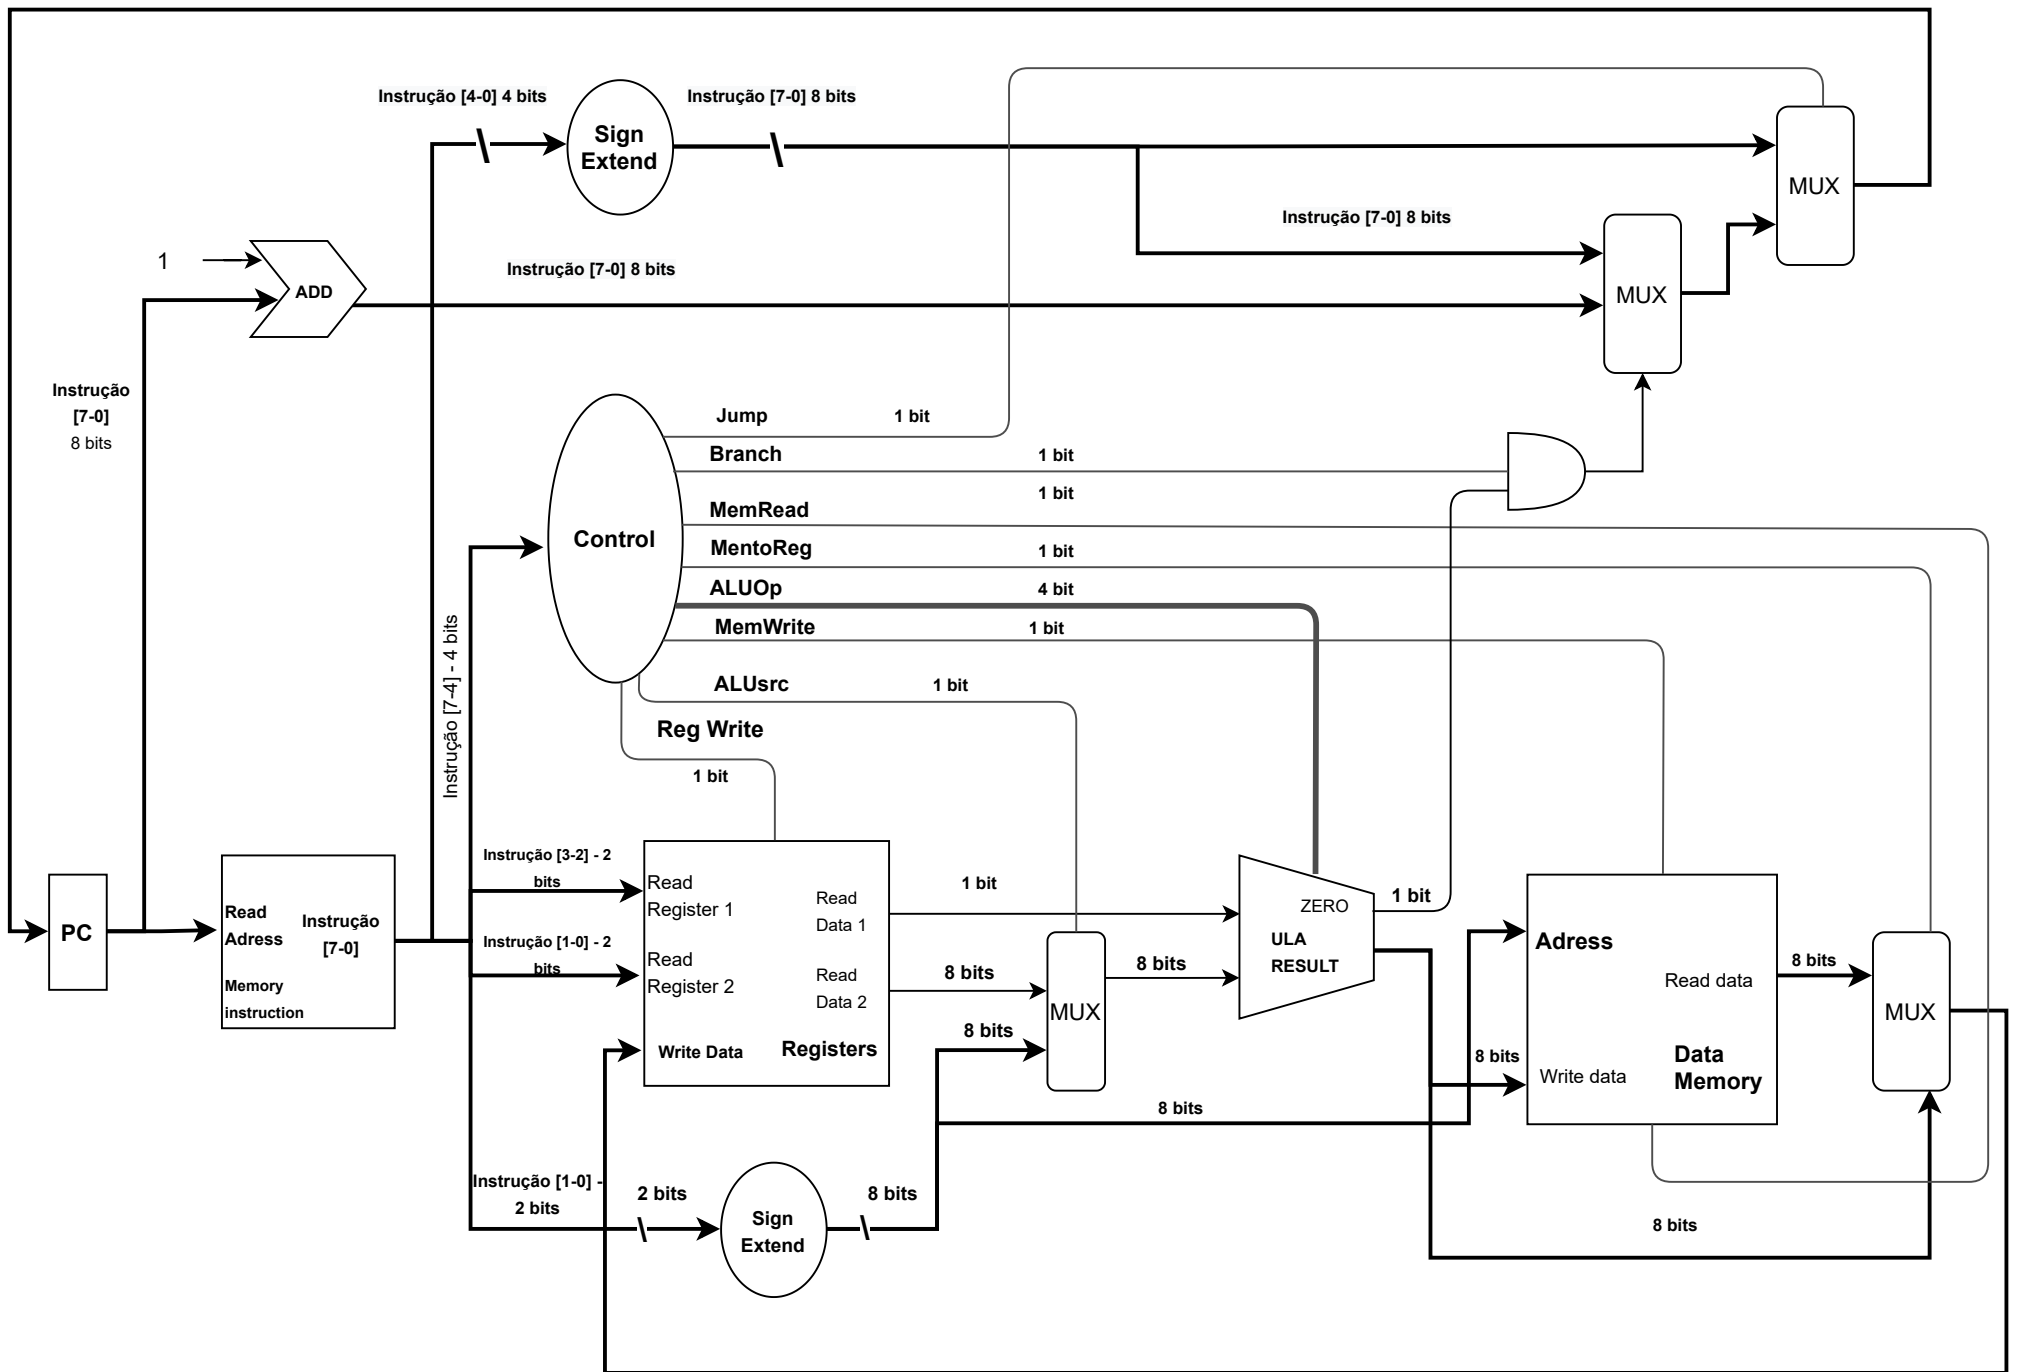 Instrução [4-0] 4 bits
Instrução [7-0] 8 bits
Sign
Extend
MUX
Instrução [7-0] 8 bits
1
ADD
Instrução [7-0] 8 bits
MUX
Instrução
[7-0]
8 bits
Jump 1 bit
Branch 1 bit
1 bit
MemRead
Control
MentoReg 1 bit
ALUOp 4 bit
MemWrite 1 bit
Instrução [7-4] - 4 bits
ALUsrc 1 bit
Reg Write
1 bit
Instrução [3-2] - 2
bits
Read
Register 1
Read
Data 1
1 bit
ZERO
1 bit
PC
Read
Adress
Instrução
[7-0]
Memory
instruction
Instrução [1-0] - 2
bits
Read
Register 2
Read
Data 2
8 bits
8 bits
ULA
RESULT
Adress
Read data
8 bits
MUX
MUX
8 bits
Write Data
Registers
8 bits
Write data
Data
Memory
8 bits
Instrução [1-0] -
2 bits
2 bits
Sign
Extend
8 bits
8 bits